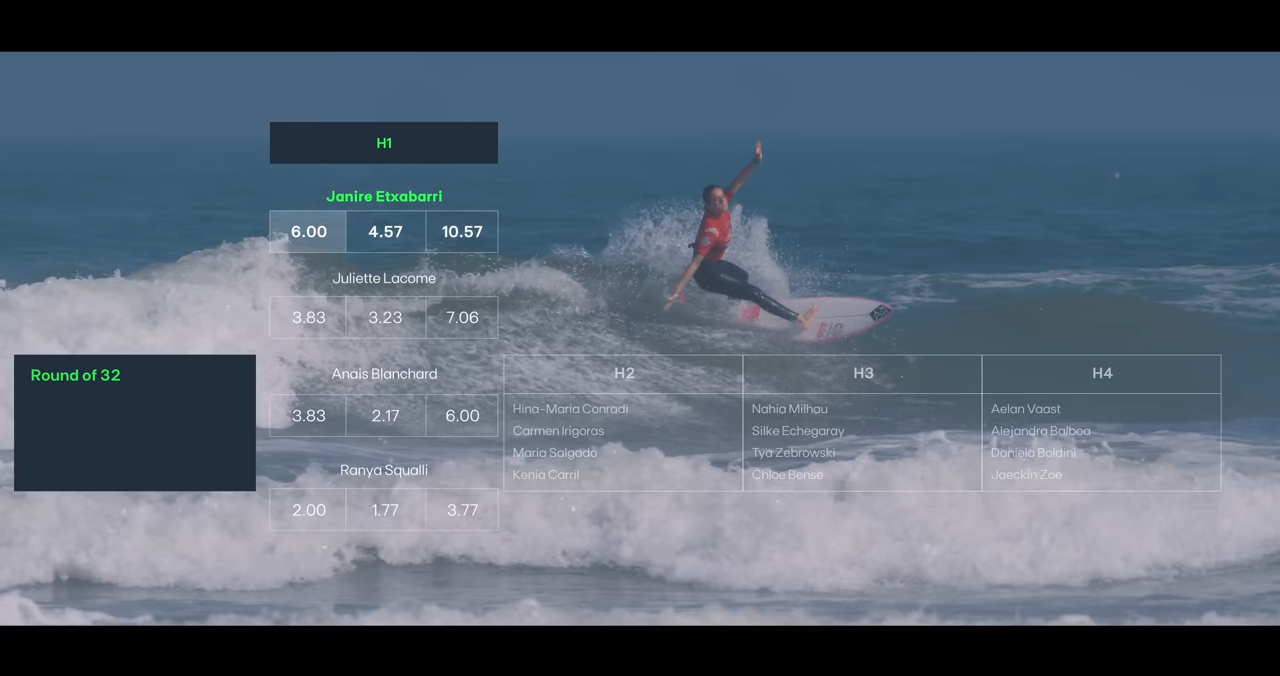 H1
Janire Etxabarri
6.00 4.57 10.57
Juliette Lacome
3.83 3.23 7.06
Round of 32
Anais Blanchard
3.83 2.17 6.00
Ranya Squalli
2.00 1.77 3.77
H2
Hina-Maria Conradi
Carmen Irigoras
Maria Salgado
Kenia Carril
H3
Nahia Milhau
Silke Echegaray
Tya Zebrowski
Chloe Bense
H4
Aelan Vaast
Alejandra Balboa
Daniela Boldini
Jaeckin Zoe